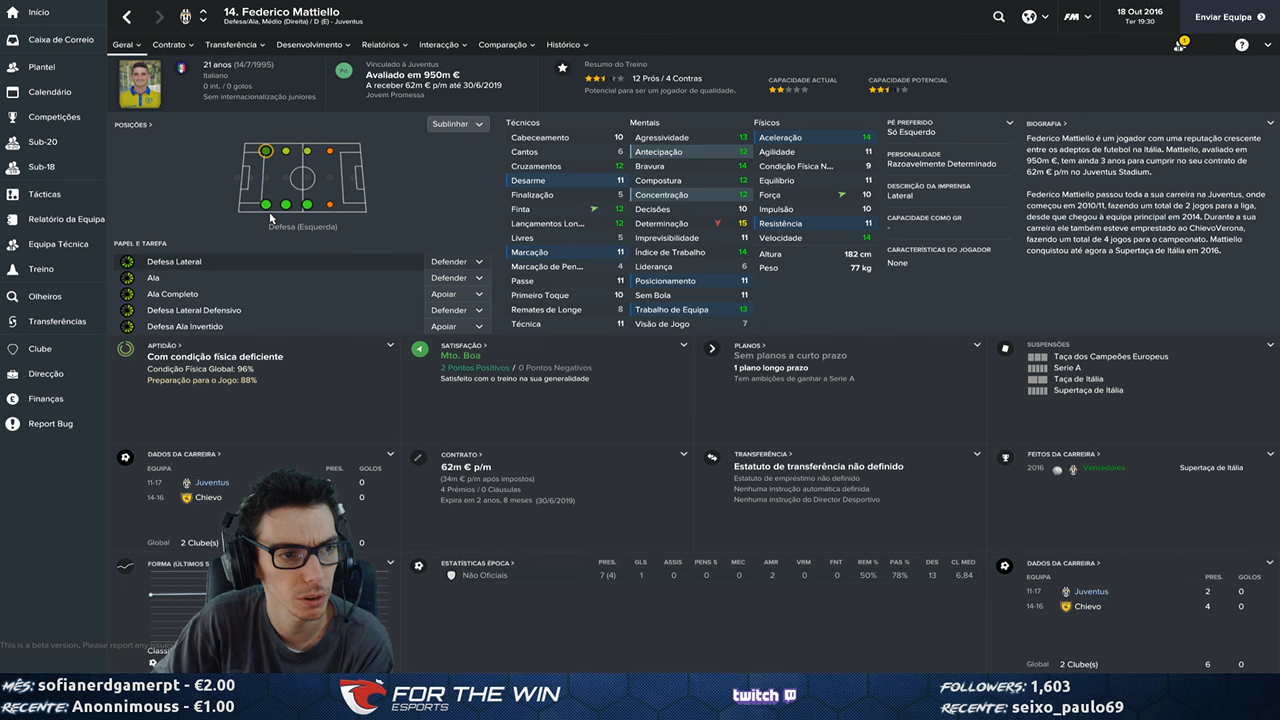 Início
Caixa de Correio
Plantel
Calendário
Competições
Sub-20
Sub-18
Tácticas
Relatório da Equipa
Equipa Técnica
Treino
Olheiros
Transferências
Clube
Direcção
Finanças
Report Bug
14. Federico Mattiello
Defesa/Ala, Médio (Direita) / D (E) - Juventus
FM
18 Out 2016
Ter 19:30
Enviar Equipa
Geral
Contrato
Transferência
Desenvolvimento
Relatórios
Interacção
Comparação
Histórico
1
?
21 anos (14/7/1995)
Italiano
0 int. / 0 golos
Sem internacionalização juniores
Prt
Vinculado à Juventus
Avaliado em 950m €
A receber 62m € p/m até 30/6/2019
Jovem Promessa
Resumo do Treino
12 Prós / 4 Contras
Potencial para ser um jogador de qualidade.
CAPACIDADE ACTUAL
CAPACIDADE POTENCIAL
POSIÇÕES >
Sublinhar
Defesa (Esquerda)
PAPEL E TAREFA
Defesa Lateral Defender
Ala Defender
Ala Completo Apoiar
Defesa Lateral Defensivo Defender
Defesa Ala Invertido Apoiar
Técnicos
Cabeceamento 10
Cantos 6
Cruzamentos 12
Desarme 11
Finalização 5
Finta 12
Lançamentos Lon... 12
Livres 5
Marcação 11
Marcação de Pen... 4
Passe 11
Primeiro Toque 10
Remates de Longe 8
Técnica 11
Mentais
Agressividade 13
Antecipação 12
Bravura 14
Compostura 12
Concentração 12
Decisões 10
Determinação 15
Imprevisibilidade 11
Índice de Trabalho 14
Liderança 6
Posicionamento 11
Sem Bola 11
Trabalho de Equipa 13
Visão de Jogo 7
Físicos
Aceleração 14
Agilidade 11
Condição Física N... 9
Equilíbrio 11
Força 10
Impulsão 10
Resistência 11
Velocidade 14
Altura 182 cm
Peso 77 kg
PÉ PREFERIDO
Só Esquerdo
PERSONALIDADE
Razoavelmente Determinado
DESCRIÇÃO DA IMPRENSA
Lateral
CAPACIDADE COMO GR
-
CARACTERÍSTICAS DO JOGADOR
None
BIOGRAFIA >
Federico Mattiello é um jogador com uma reputação crescente
entre os adeptos de futebol na Itália. Mattiello, avaliado em
950m €, tem ainda 3 anos para cumprir no seu contrato de
62m € p/m no Juventus Stadium.
Federico Mattiello passou toda a sua carreira na Juventus, onde
começou em 2010/11, fazendo um total de 2 jogos para a liga,
desde que chegou à equipa principal em 2014. Durante a sua
carreira ele também esteve emprestado ao ChievoVerona,
fazendo um total de 4 jogos para o campeonato. Mattiello
conquistou até agora a Supertaça de Itália em 2016.
APTIDÃO >
Com condição física deficiente
Condição Física Global: 96%
Preparação para o Jogo: 88%
SATISFAÇÃO >
Mto. Boa
2 Pontos Positivos / 0 Pontos Negativos
Satisfeito com o treino na sua generalidade
PLANOS >
Sem planos a curto prazo
1 plano longo prazo
Tem ambições de ganhar a Serie A
SUSPENSÕES
Taça dos Campeões Europeus
Serie A
Taça de Itália
Supertaça de Itália
DADOS DA CARREIRA >
EQUIPA PRES. GOLOS
11-17 Juventus 0
14-16 Chievo 0
Global 2 Clube(s) 0
CONTRATO >
62m € p/m
(34m € p/m após impostos)
4 Prémios / 0 Cláusulas
Expira em 2 anos, 8 meses (30/6/2019)
TRANSFERÊNCIA >
Estatuto de transferência não definido
Estatuto de empréstimo não definido
Nenhuma instrução automática definida
Nenhuma instrução do Director Desportivo
FEITOS DA CARREIRA >
2016 Vencedores Supertaça de Itália
FORMA (ÚLTIMOS 5
Classi
ESTATÍSTICAS ÉPOCA >
PRES. GLS ASSIS PENS S MEC AMR VRM FNT REM % PAS % DES CL MED
Não Oficiais 7 (4) 1 0 0 0 2 0 0 50% 78% 13 6,84
DADOS DA CARREIRA >
EQUIPA PRES. GOLOS
11-17 Juventus 2 0
14-16 Chievo 4 0
Global 2 Clube(s) 6 0
This is a beta version. Please report any issues
MÊS: sofianerdgamerpt - €2.00
RECENTE: Anonnimouss - €1.00
FOR THE WIN
ESPORTS
twitch
FOLLOWERS: 1,603
RECENTE: seixo_paulo69